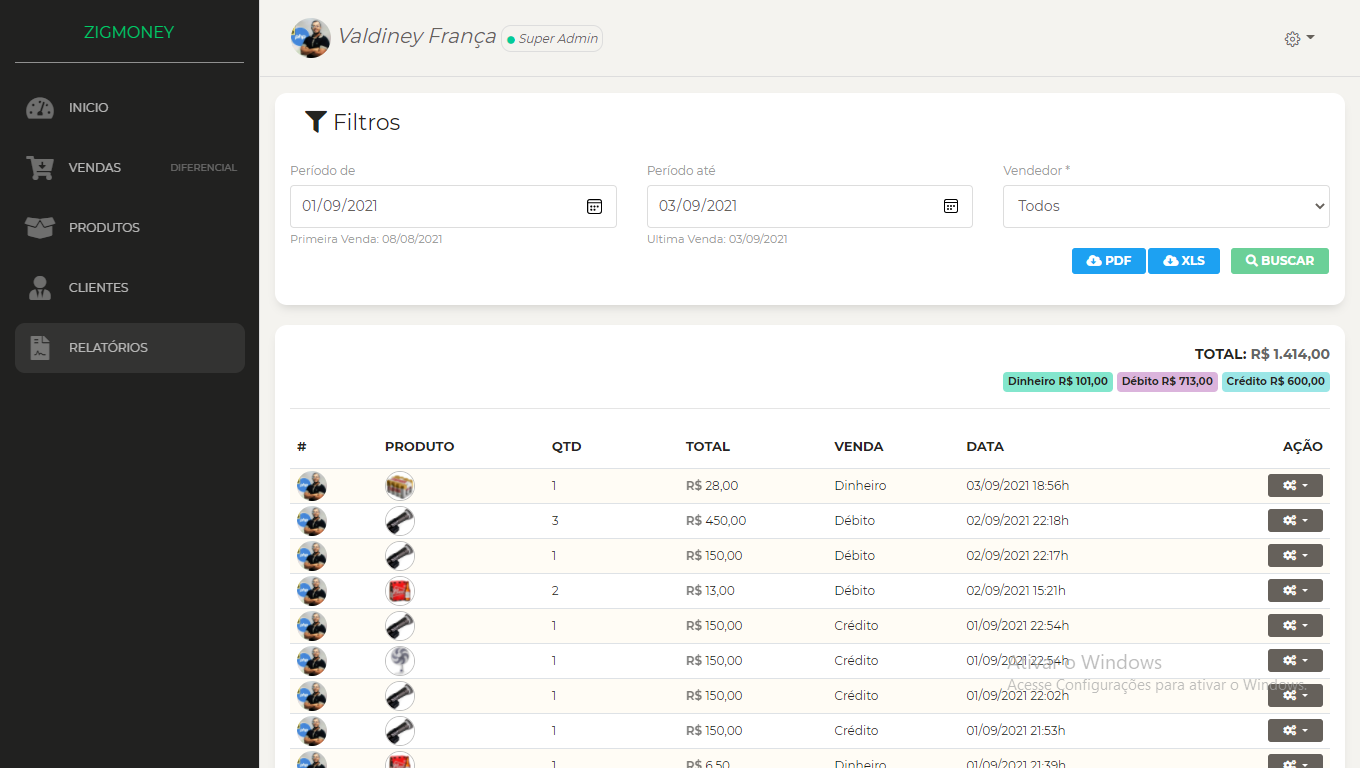 ZIGMONEY
INICIO
VENDAS DIFERENCIAL
PRODUTOS
CLIENTES
RELATÓRIOS
Valdiney França Super Admin
Filtros
Período de Período até Vendedor *
01/09/2021 03/09/2021 Todos
Primeira Venda: 08/08/2021 Ultima Venda: 03/09/2021
PDF XLS BUSCAR
TOTAL: R$ 1.414,00
Dinheiro R$ 101,00 Débito R$ 713,00 Crédito R$ 600,00
# PRODUTO QTD TOTAL VENDA DATA AÇÃO
php 1 R$ 28,00 Dinheiro 03/09/2021 18:56h
3 R$ 450,00 Débito 02/09/2021 22:18h
1 R$ 150,00 Débito 02/09/2021 22:17h
2 R$ 13,00 Débito 02/09/2021 15:21h
1 R$ 150,00 Crédito 01/09/2021 22:54h
1 R$ 150,00 Crédito 01/09/2021 22:54h
Ativar o Windows
Acesse Configurações para ativar o Windows.
1 R$ 150,00 Crédito 01/09/2021 22:02h
1 R$ 150,00 Crédito 01/09/2021 21:53h
1 R$ 6,50 Dinheiro 01/09/2021 21:39h